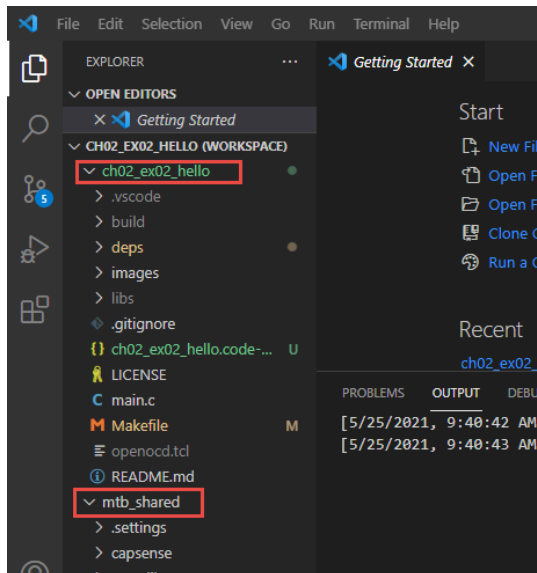 File Edit Selection View Go Run Terminal Help
EXPLORER
Getting Started
OPEN EDITORS
Getting Started
CH02_EX02_HELLO (WORKSPACE)
ch02_ex02_hello
.vscode
build
deps
images
libs
.gitignore
{} ch02_ex02_hello.code-... U
LICENSE
C main.c
M Makefile M
openocd.tcl
README.md
mtb_shared
.settings
capsense
5
Start
New
Open
Open
Clone
Run a
Recent
ch02_ex02_
PROBLEMS OUTPUT
[5/25/2021, 9:40:42 AM
[5/25/2021, 9:40:43 AM